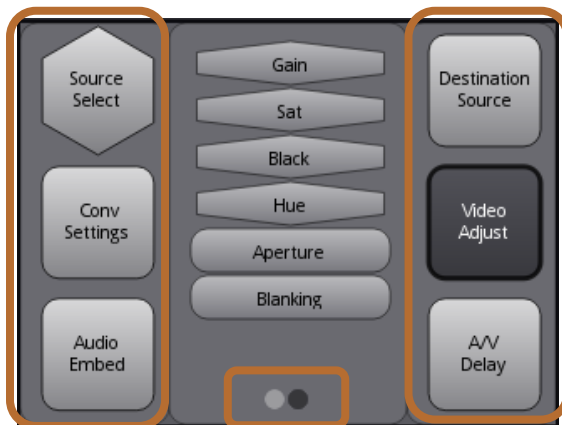 Source
Select
Conv
Settings
Audio
Embed
Gain
Sat
Black
Hue
Aperture
Blanking
Destination
Source
Video
Adjust
A/V
Delay